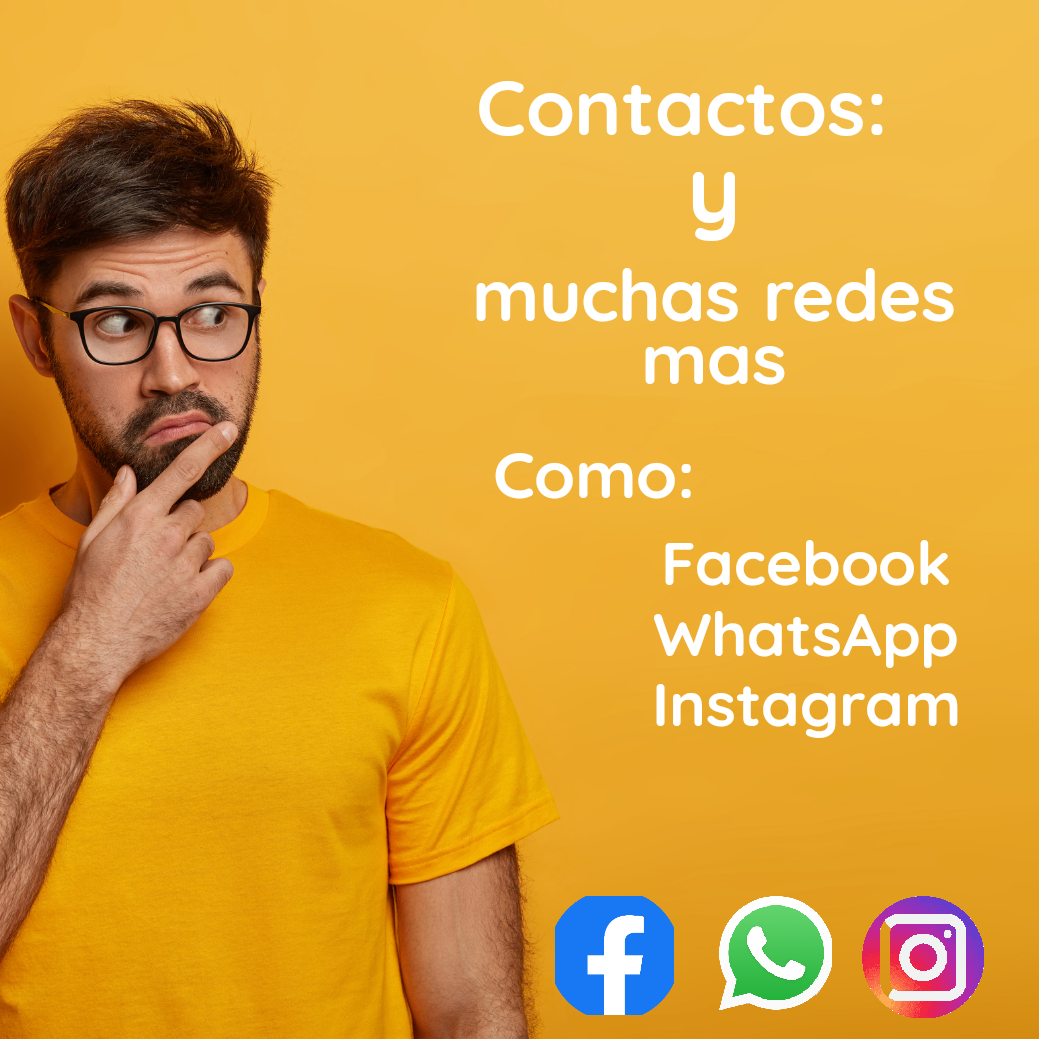 Contactos:
y
muchas redes
mas
Como:
Facebook
WhatsApp
Instagram